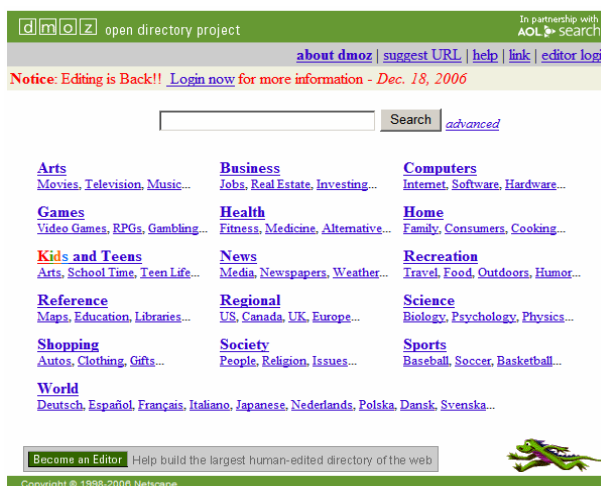 dmoz open directory project
In partnership with
AOL search
about dmoz | suggest URL | help | link | editor logi
Notice: Editing is Back!! Login now for more information - Dec. 18, 2006
Search advanced
Arts Business Computers
Movies, Television, Music... Jobs, Real Estate, Investing... Internet, Software, Hardware...
Games Health Home
Video Games, RPGs, Gambling... Fitness, Medicine, Alternative... Family, Consumers, Cooking...
Kids and Teens News Recreation
Arts, School Time, Teen Life... Media, Newspapers, Weather... Travel, Food, Outdoors, Humor...
Reference Regional Science
Maps, Education, Libraries... US, Canada, UK, Europe... Biology, Psychology, Physics...
Shopping Society Sports
Autos, Clothing, Gifts... People, Religion, Issues... Baseball, Soccer, Basketball...
World
Deutsch, Español, Français, Italiano, Japanese, Nederlands, Polska, Dansk, Svenska...
Become an Editor Help build the largest human-edited directory of the web
Copyright © 1998-2006 Netscape